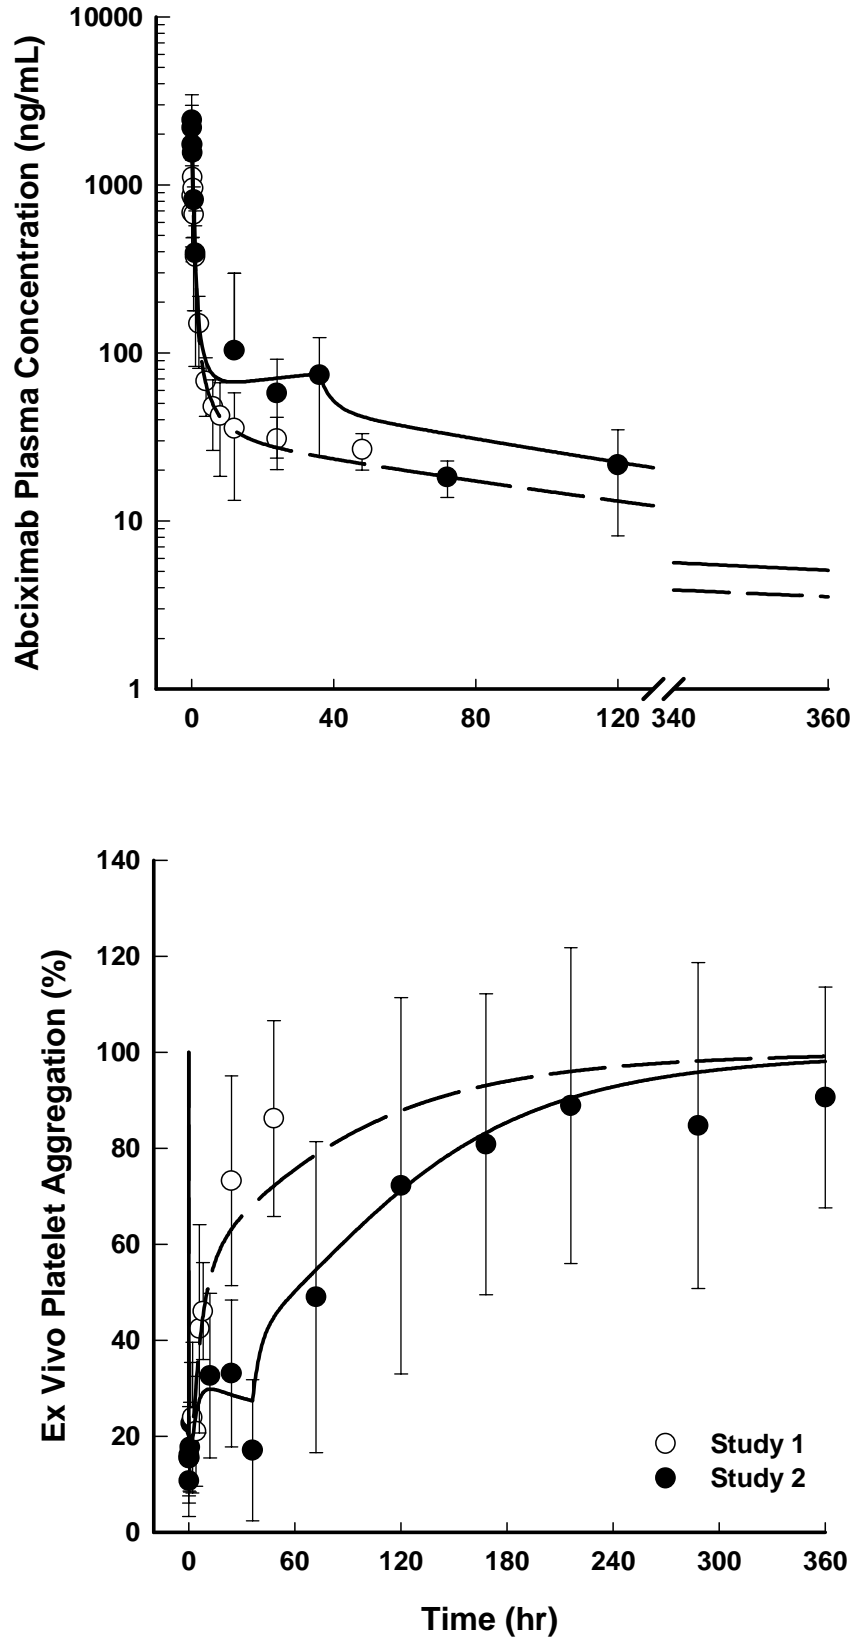 Abciximab Plasma Concentration (ng/mL)
10000
1000
100
10
1
0 40 80 120 340 360
Ex Vivo Platelet Aggregation (%)
140
120
100
80
60
40
20
0
Study 1
Study 2
0 60 120 180 240 300 360
Time (hr)